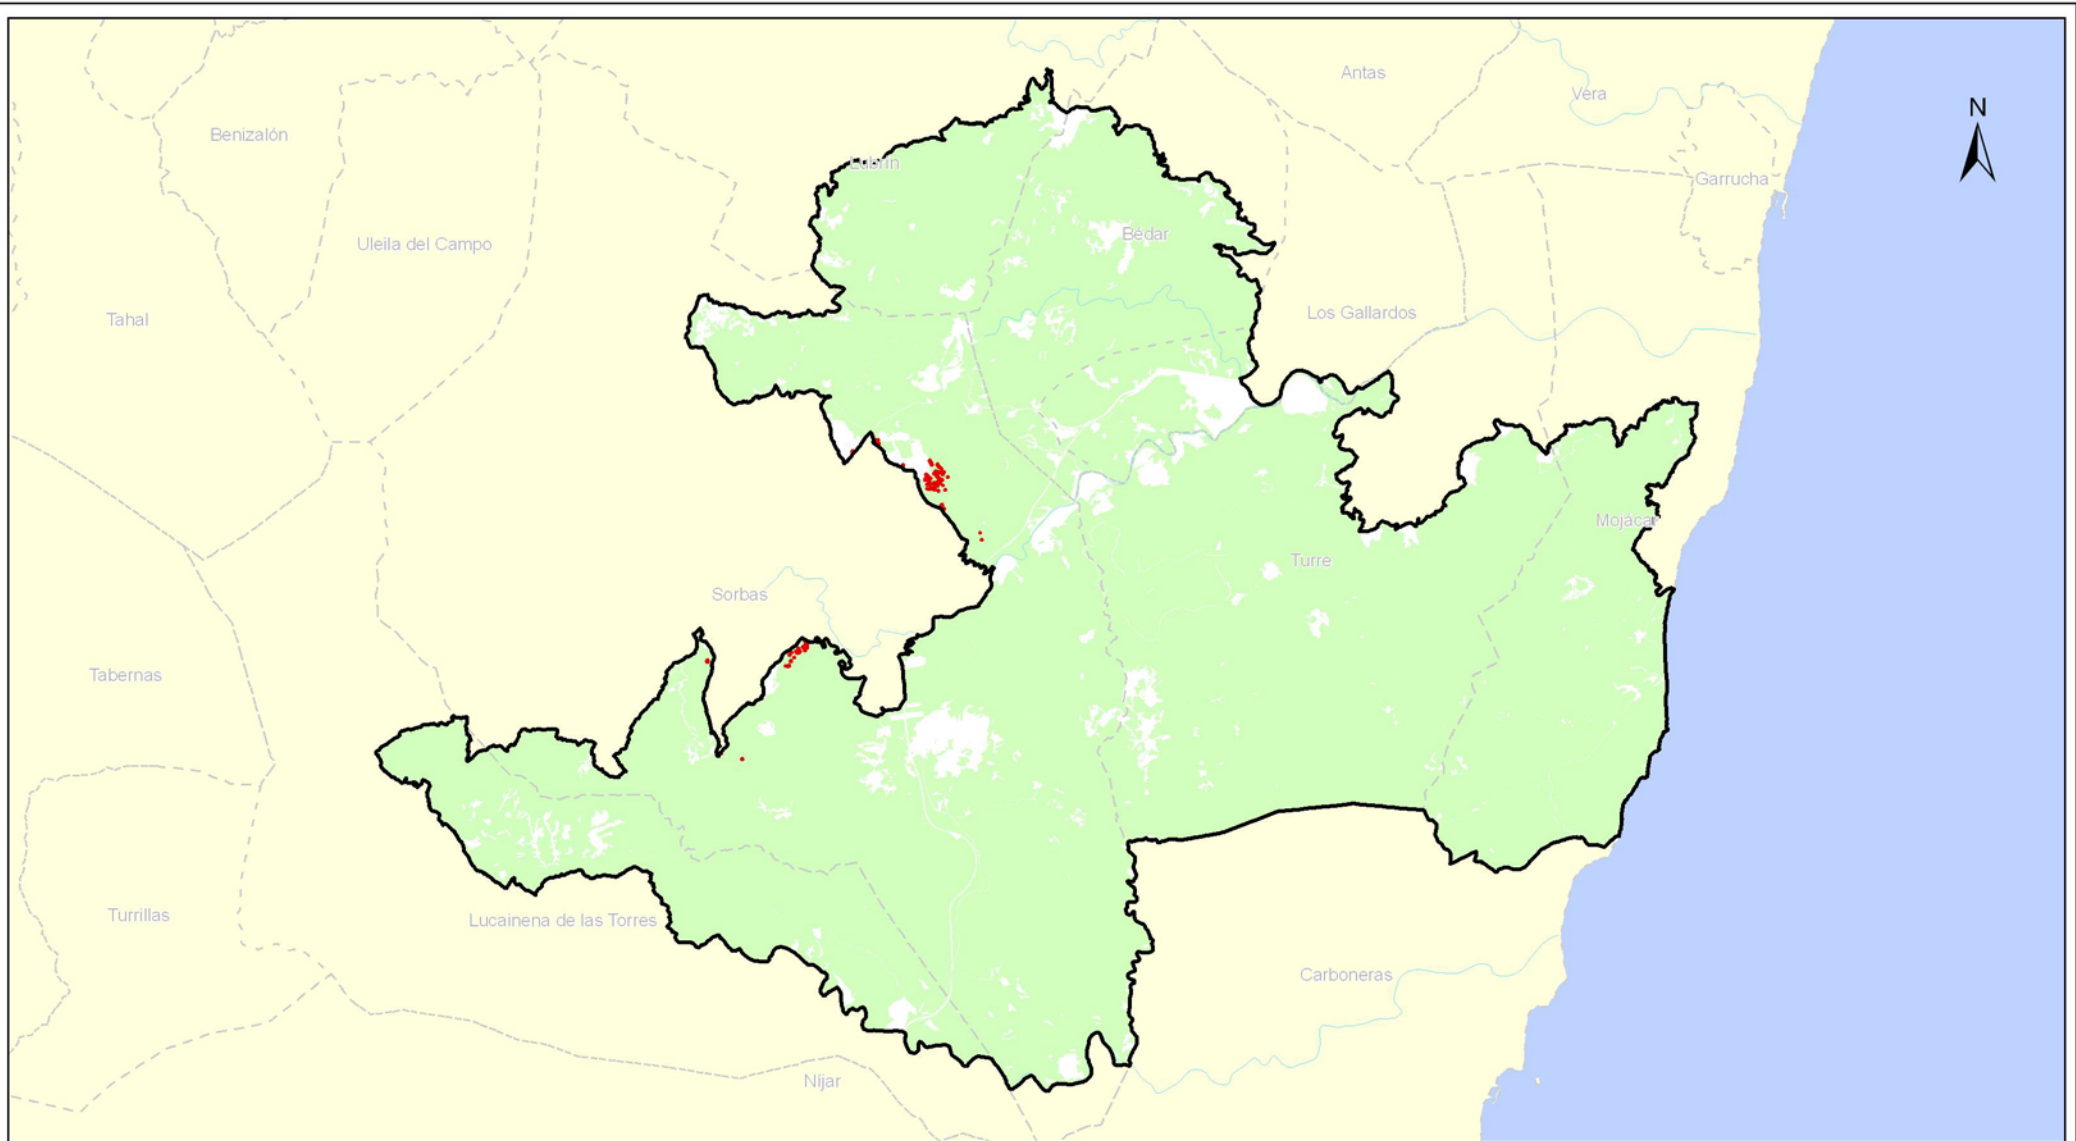 Antas
Vera
N
Benizalón
Lubrín
Garrucha
Bédar
Uleila del Campo
Los Gallardos
Tahal
Mojácar
Turre
Sorbas
Tabernas
Turrillas
Lucainena de las Torres
Carboneras
Níjar